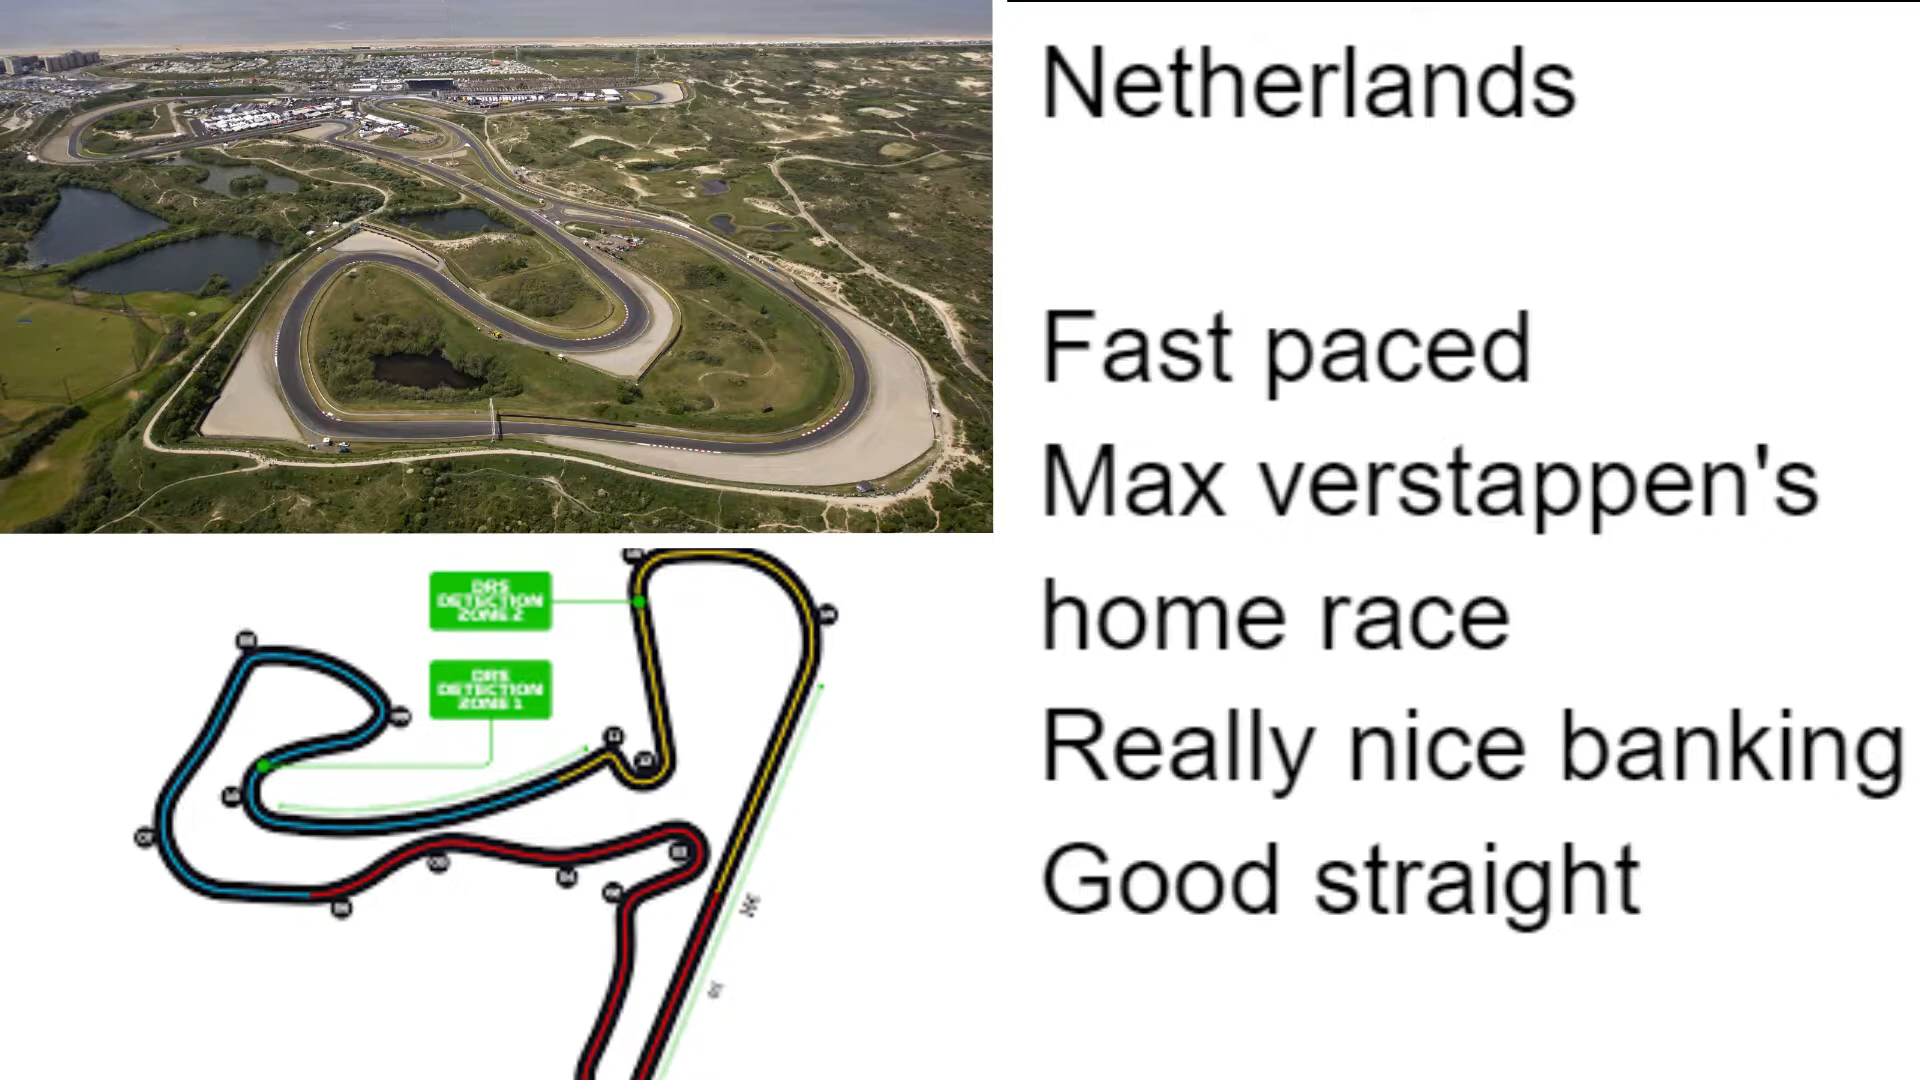 Netherlands
Fast paced
Max verstappen's
home race
Really nice banking
Good straight
DRS
DETECTION
ZONE 2
DRS
DETECTION
ZONE 1